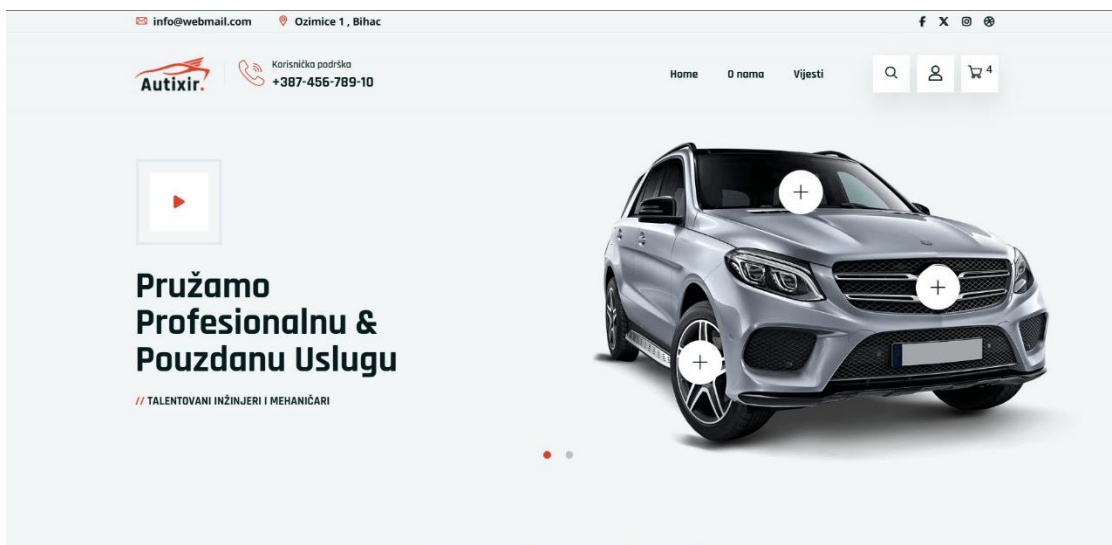 info@webmail.com
Ozimice 1 , Bihac
Autixir.
Korisnička podrška
+387-456-789-10
Home
O nama
Vijesti
4
Pružamo
Profesionalnu &
Pouzdanu Uslugu
// TALENTOVANI INŽINJERI I MEHANIČARI